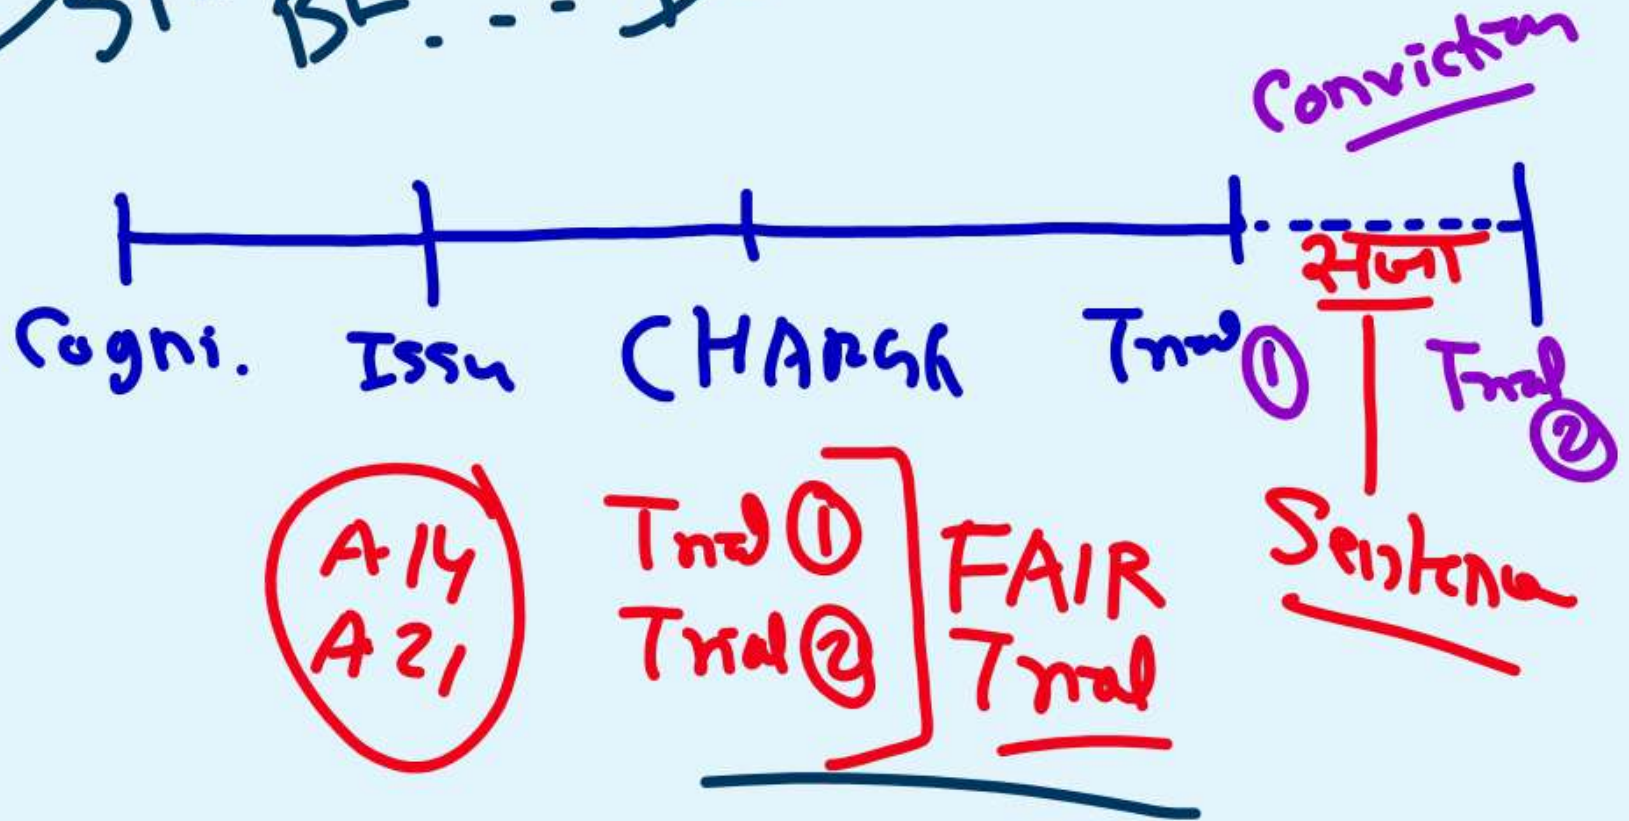 Conviction
Cogni. Issu CHARGE Trial ① सजा Trial ②
A 14 Trial ① FAIR Sentence
A 21 Trial ② Trial